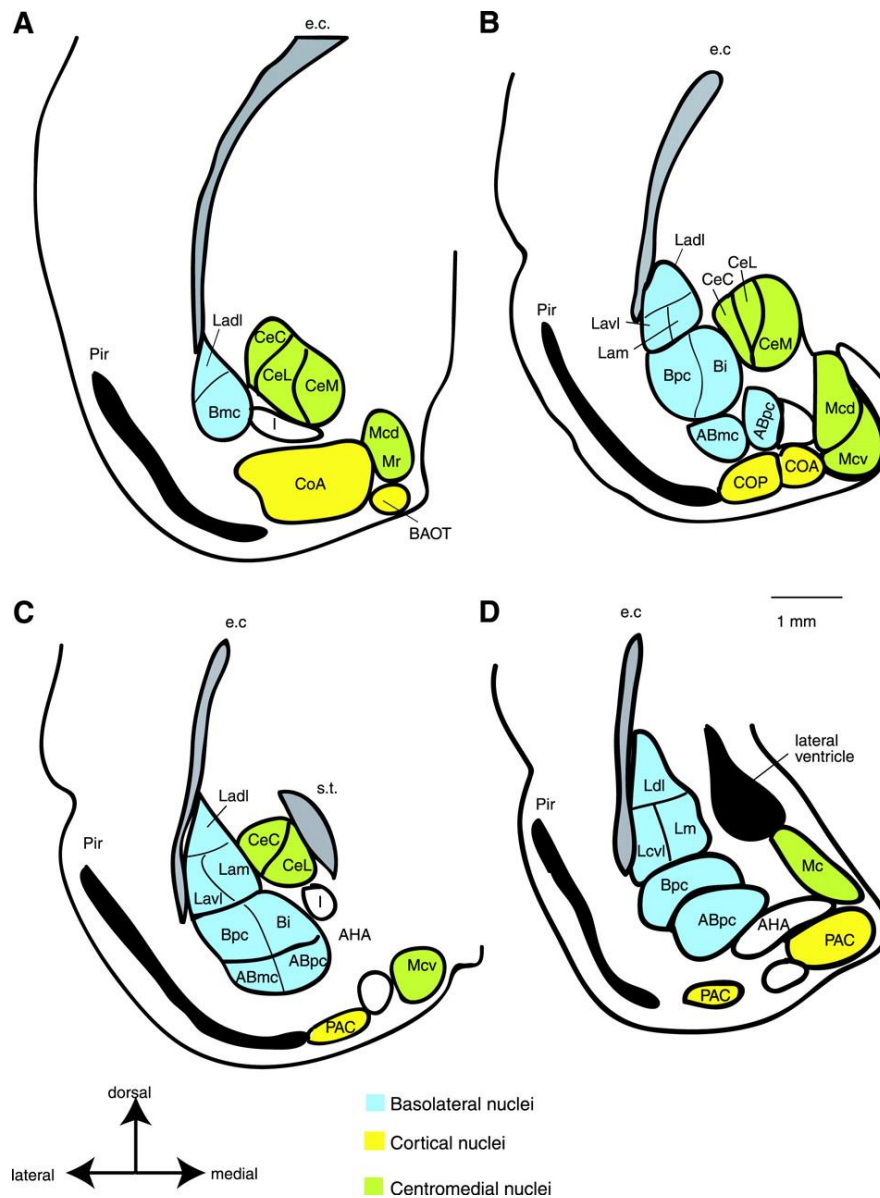 A
e.c.
Ladl
Pir
CeC
CeL
CeM
Bmc
I
Mcd
Mr
CoA
BAOT
B
e.c
Ladl
CeL
CeC
Pir
Lavl
Lam
CeM
Bpc
Bi
ABpc
ABmc
Mcd
Mcv
COP
COA
C
e.c
Ladl
s.t.
Pir
CeC
CeL
Lam
Lavl
I
Bpc
Bi
AHA
ABmc
ABpc
Mcv
PAC
D
1 mm
e.c
lateral
ventricle
Pir
Ldl
Lm
Lcvl
Mc
Bpc
ABpc
AHA
PAC
PAC
dorsal
lateral
medial
Basolateral nuclei
Cortical nuclei
Centromedial nuclei